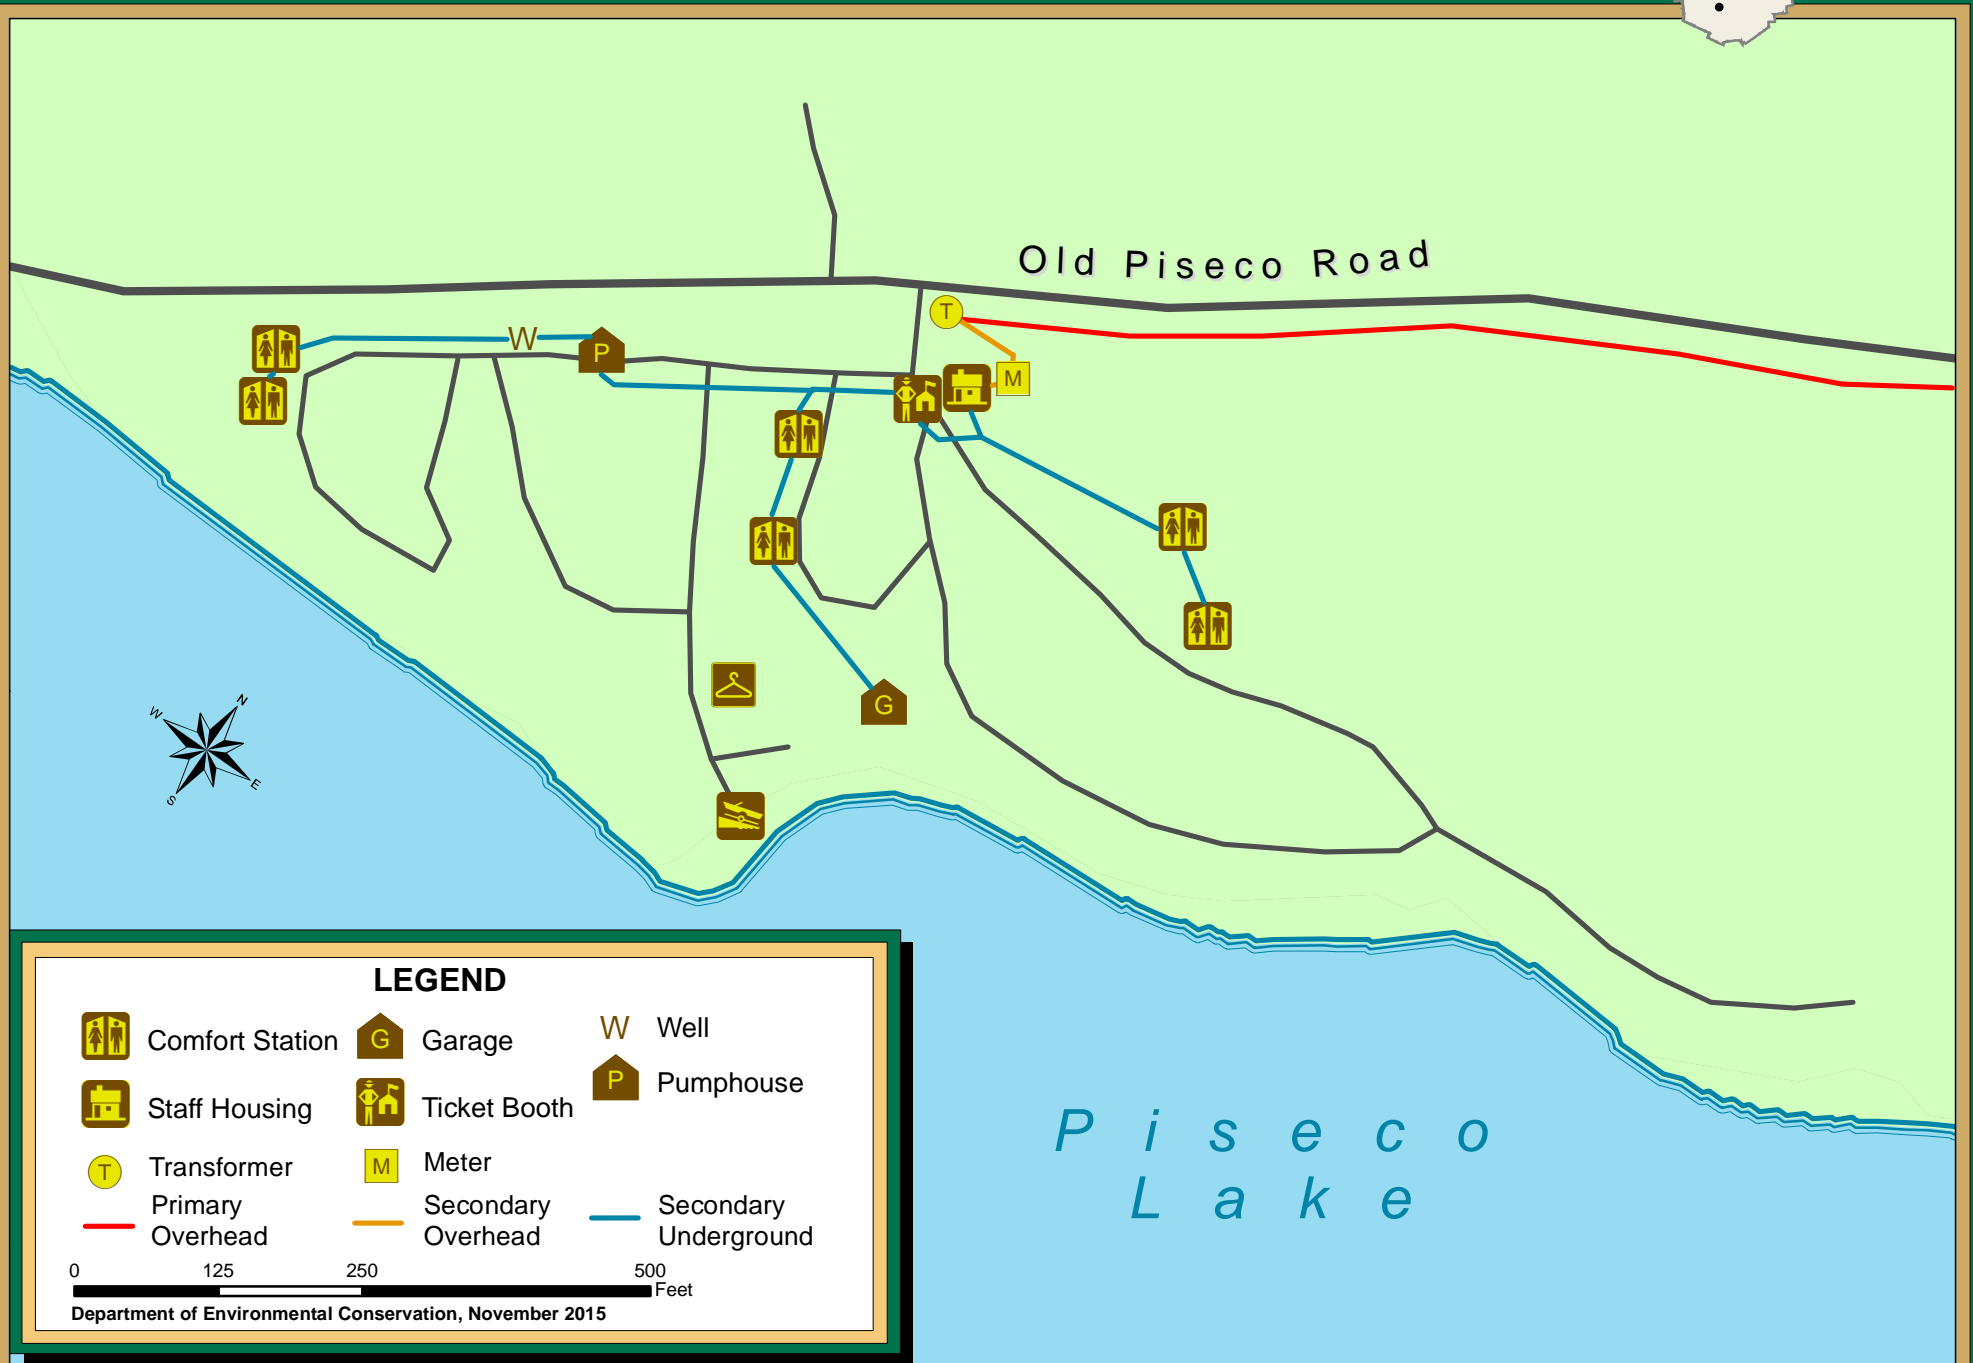 Old Piseco Road
T
W
P
M
G
N
W
E
S
LEGEND
Comfort Station
G
Garage
W
Well
Staff Housing
Ticket Booth
P
Pumphouse
T
Transformer
M
Meter
Primary
Overhead
Secondary
Overhead
Secondary
Underground
0 125 250 500
Feet
Department of Environmental Conservation, November 2015
Piseco
Lake